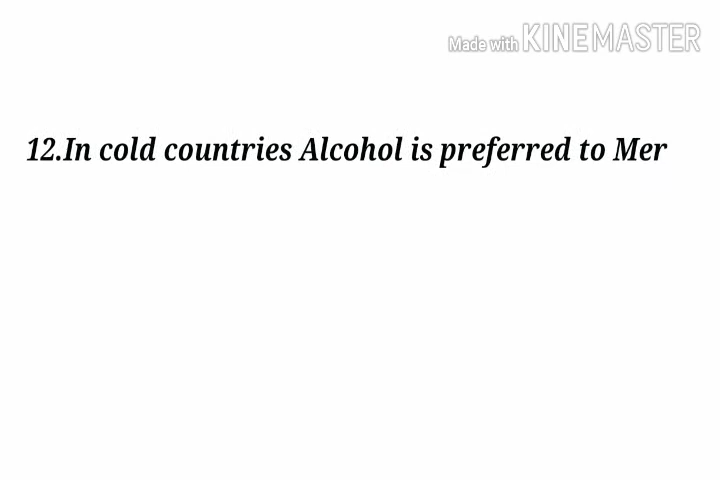 Made with KINEMASTER
12.In cold countries Alcohol is preferred to Mer